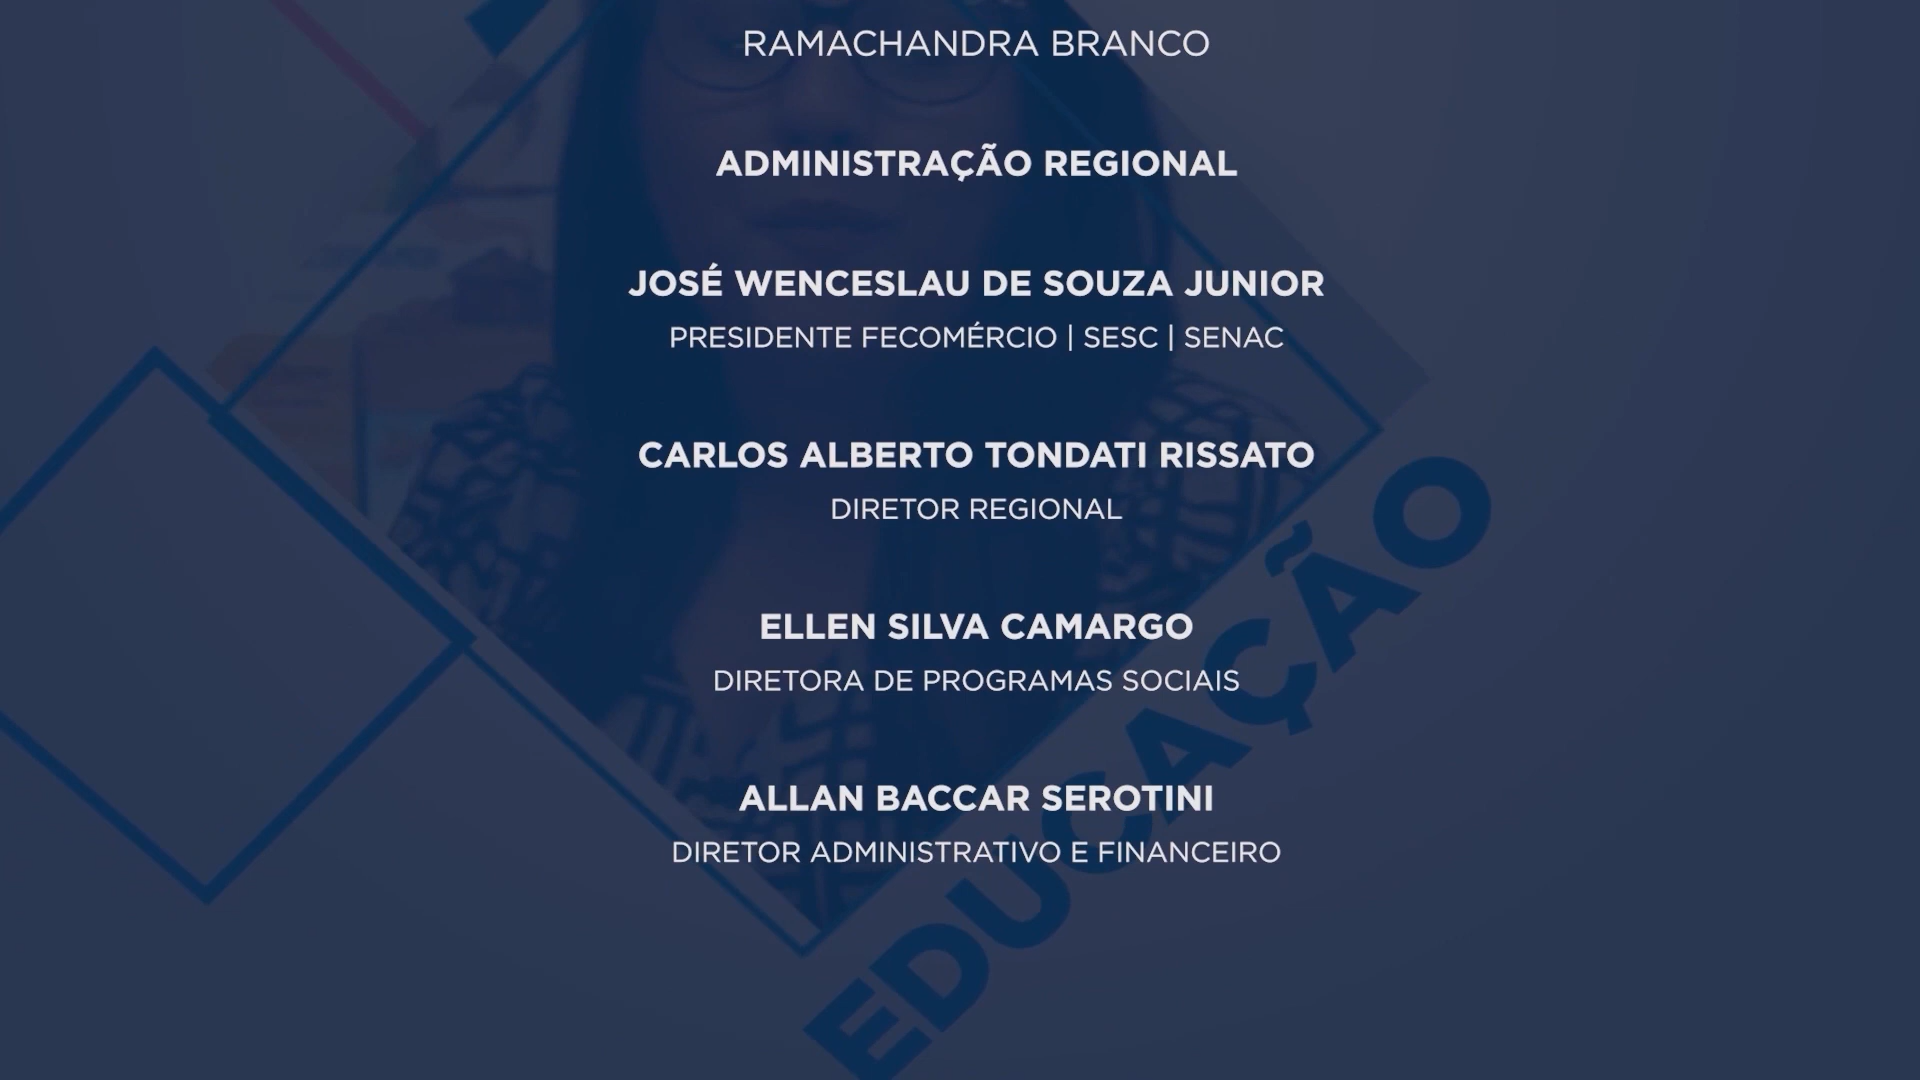 RAMACHANDRA BRANCO
ADMINISTRAÇÃO REGIONAL
JOSÉ WENCESLAU DE SOUZA JUNIOR
PRESIDENTE FECOMÉRCIO | SESC | SENAC
CARLOS ALBERTO TONDATI RISSATO
DIRETOR REGIONAL
ELLEN SILVA CAMARGO
DIRETORA DE PROGRAMAS SOCIAIS
ALLAN BACCAR SEROTINI
DIRETOR ADMINISTRATIVO E FINANCEIRO
EDUCAÇÃO